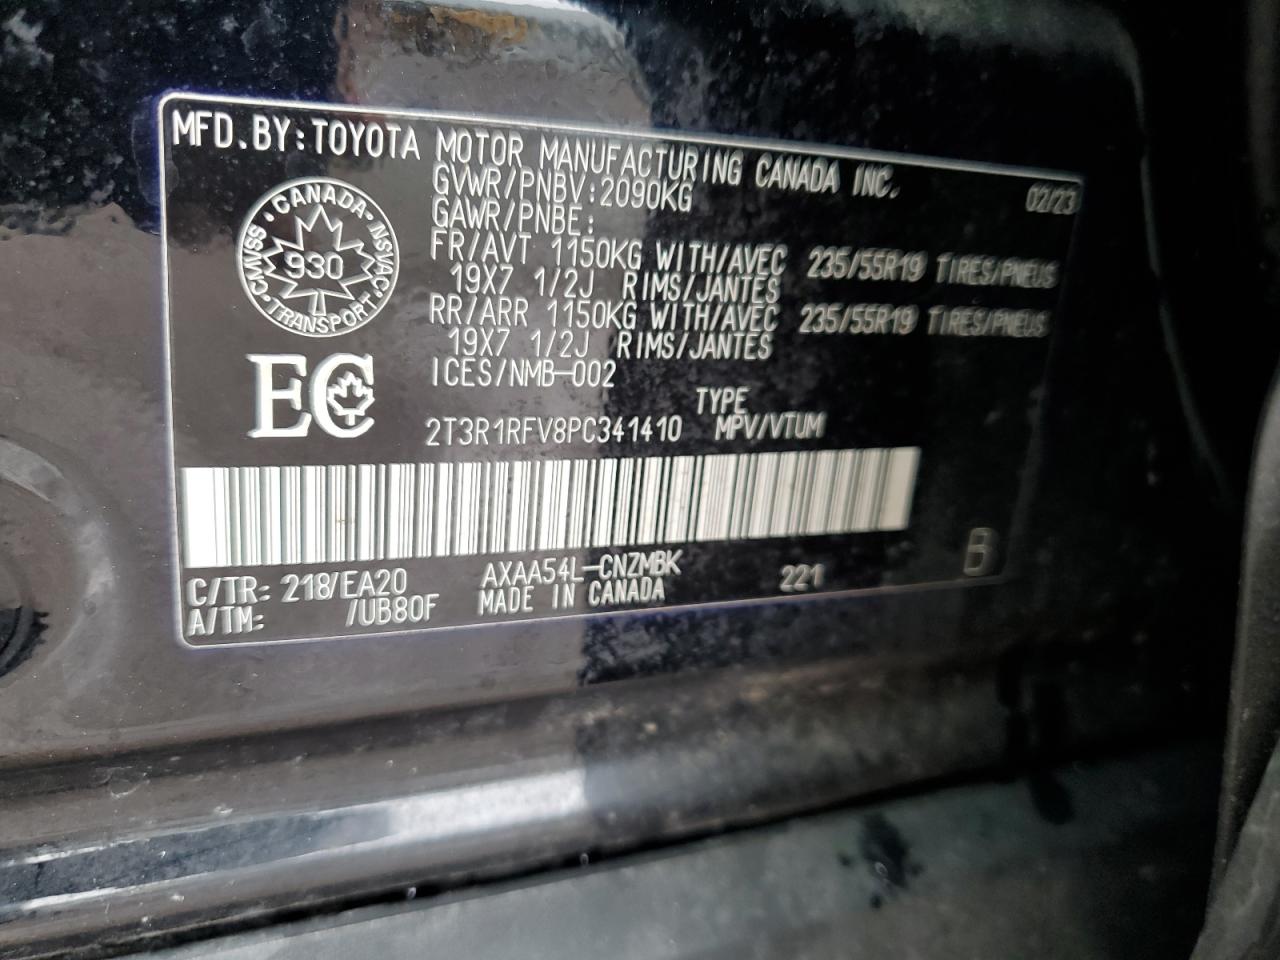 MFD.BY:TOYOTA MOTOR MANUFACTURING CANADA INC.
GVWR/PNBV:2090KG 02/23
GAWR/PNBE:
FR/AVT 1150KG WITH/AVEC 235/55R19 TIRES/PNEUS
19X7 1/2J RIMS/JANTES
RR/ARR 1150KG WITH/AVEC 235/55R19 TIRES/PNEUS
19X7 1/2J RIMS/JANTES
ICES/NMB-002
CANADA
CMVSS 930 NSVAC
TRANSPORT
EC
TYPE
2T3R1RFV8PC341410 MPV/VTUM
C/TR: 218/EA20 AXAA54L-CNZMBK 221 B
A/TM: /UB80F MADE IN CANADA